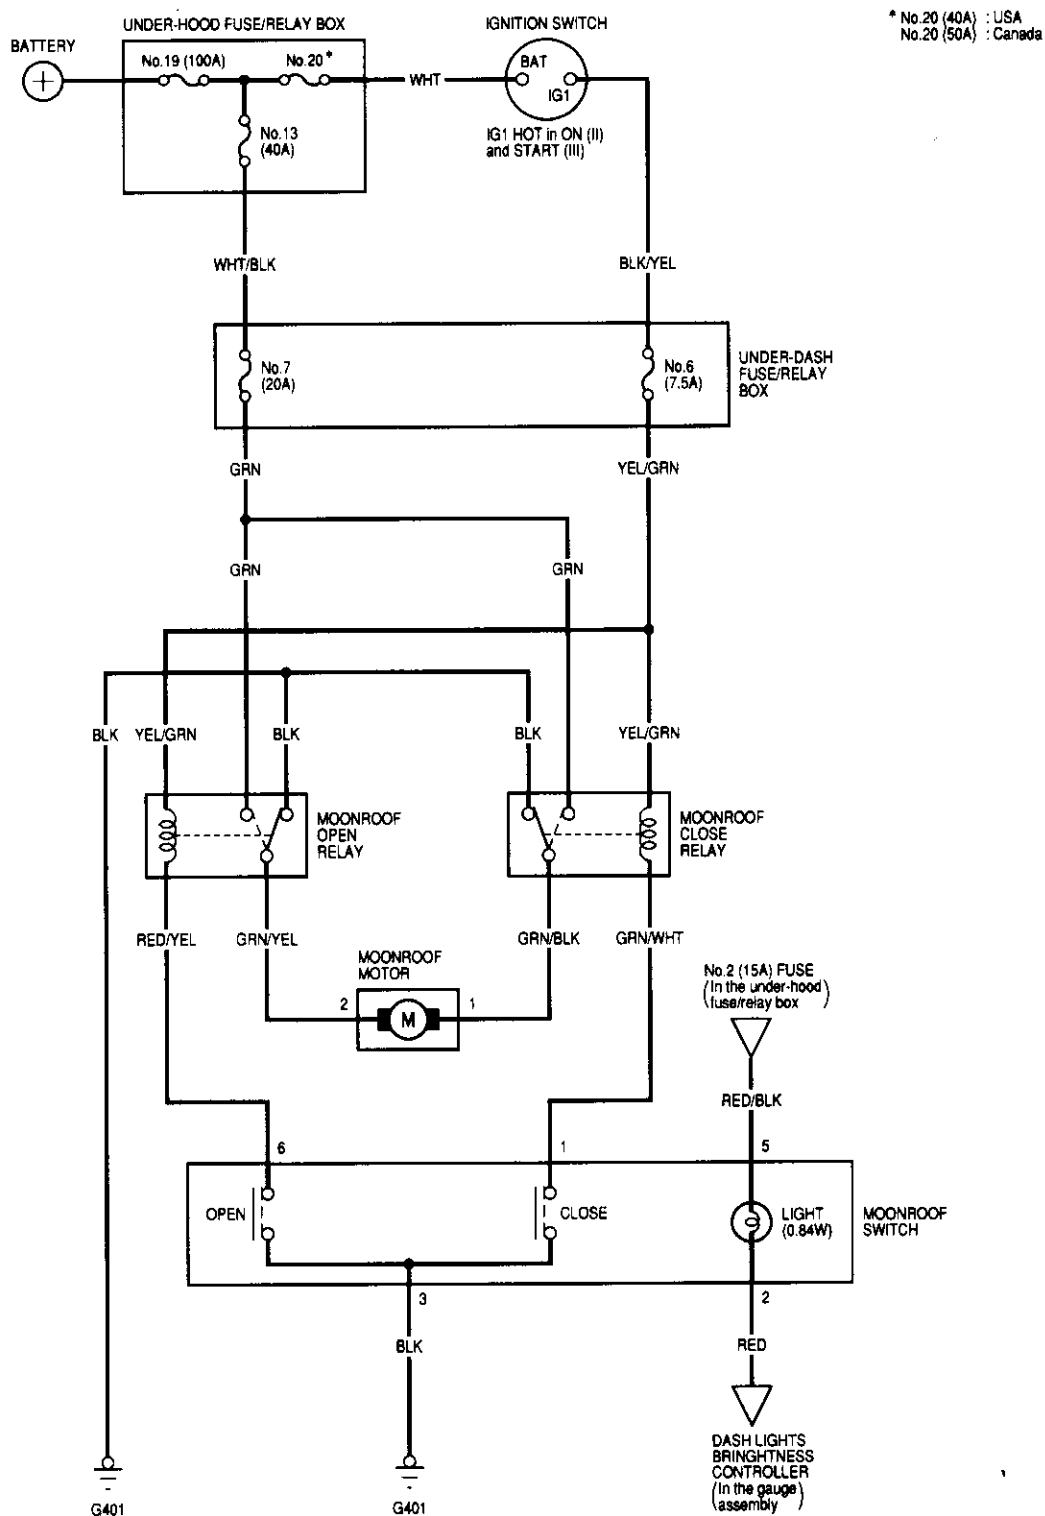 UNDER-HOOD FUSE/RELAY BOX
IGNITION SWITCH
* No.20 (40A) : USA
No.20 (50A) : Canada
BATTERY
No.19 (100A)
No.20 *
WHT
BAT
IG1
No.13
(40A)
IG1 HOT in ON (II)
and START (III)
WHT/BLK
BLK/YEL
No.7
(20A)
No.6
(7.5A)
UNDER-DASH
FUSE/RELAY
BOX
GRN
YEL/GRN
GRN
GRN
BLK
YEL/GRN
BLK
BLK
YEL/GRN
MOONROOF
OPEN
RELAY
MOONROOF
CLOSE
RELAY
RED/YEL
GRN/YEL
GRN/BLK
GRN/WHT
MOONROOF
MOTOR
2
M
1
No.2 (15A) FUSE
(In the under-hood
fuse/relay box)
RED/BLK
6
1
5
OPEN
CLOSE
LIGHT
(0.84W)
MOONROOF
SWITCH
3
2
BLK
RED
DASH LIGHTS
BRINGHTNESS
CONTROLLER
(In the gauge
assembly)
G401
G401